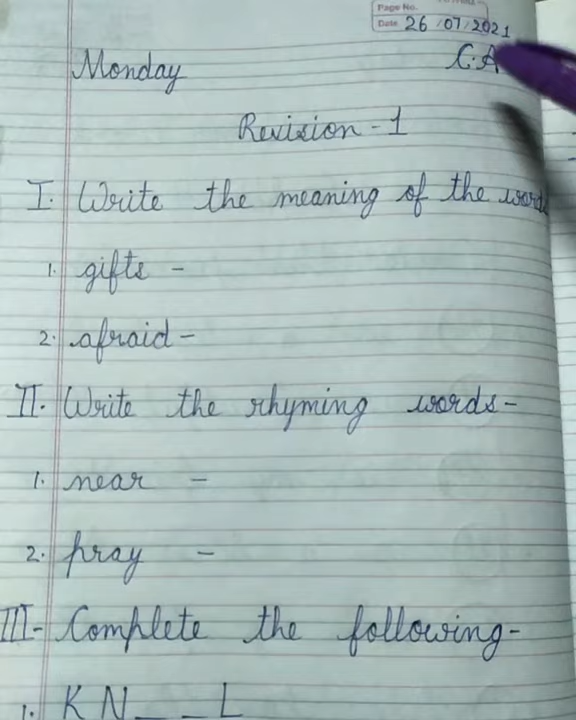 Page No.
Date 26/07/2021
Monday C.A
Revision - 1
I. Write the meaning of the word
1. gifts -
2. afraid -
II. Write the rhyming words -
1. near -
2. pray -
III- Complete the following -
1. K N _ _ L